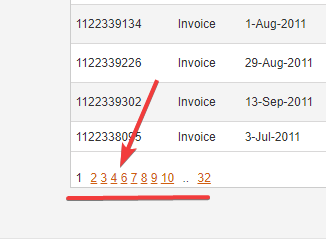 1122339134 Invoice 1-Aug-2011
1122339226 Invoice 29-Aug-2011
1122339302 Invoice 13-Sep-2011
1122338095 Invoice 3-Jul-2011
1 2 3 4 6 7 8 9 10 .. 32